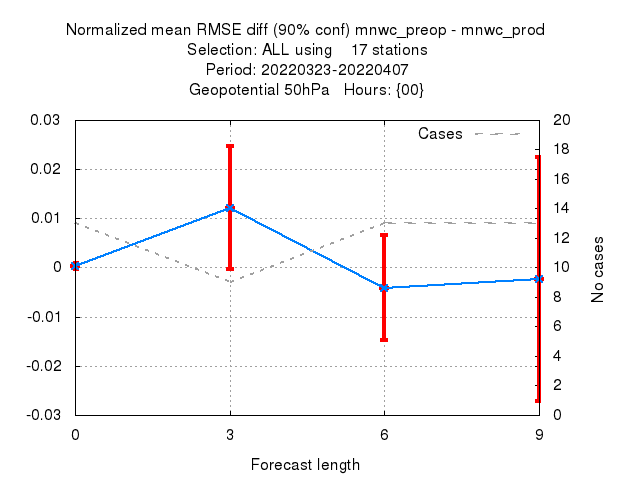 Normalized mean RMSE diff (90% conf) mnwc_preop - mnwc_prod
Selection: ALL using    17 stations
Period: 20220323-20220407
Geopotential 50hPa   Hours: {00}
0.03
0.02
0.01
0
-0.01
-0.02
-0.03
Cases
20
18
16
14
12
10
8
6
4
2
0
No cases
0 3 6 9
Forecast length